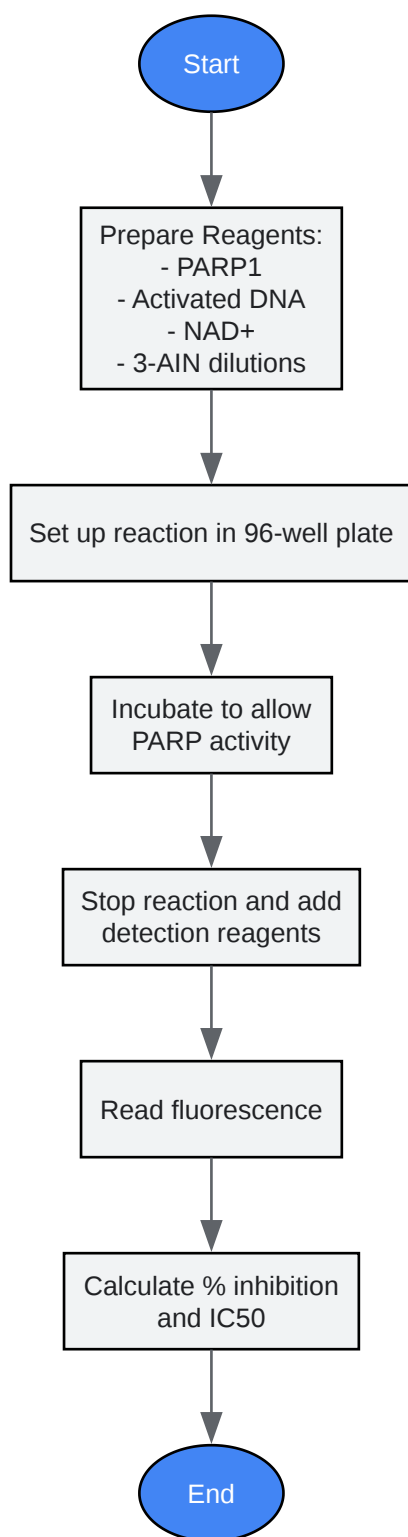 Start
Prepare Reagents:
- PARP1
- Activated DNA
- NAD+
- 3-AIN dilutions
Set up reaction in 96-well plate
Incubate to allow
PARP activity
Stop reaction and add
detection reagents
Read fluorescence
Calculate % inhibition
and IC50
End